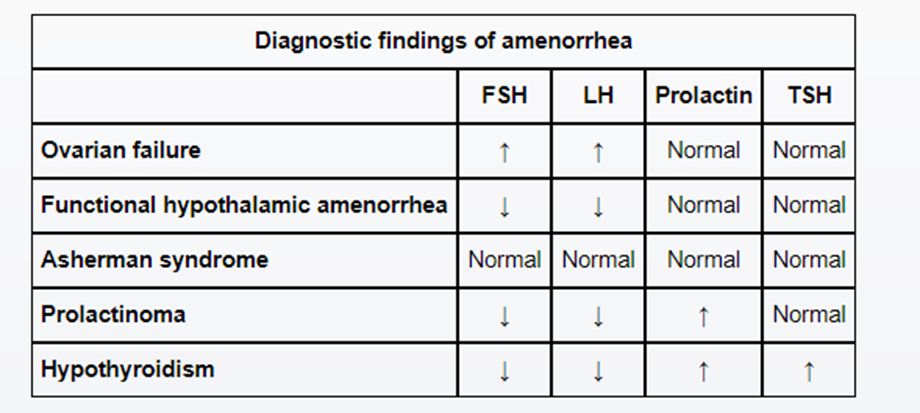 Diagnostic findings of amenorrhea
FSH LH Prolactin TSH
Ovarian failure ↑ ↑ Normal Normal
Functional hypothalamic amenorrhea ↓ ↓ Normal Normal
Asherman syndrome Normal Normal Normal Normal
Prolactinoma ↓ ↓ ↑ Normal
Hypothyroidism ↓ ↓ ↑ ↑